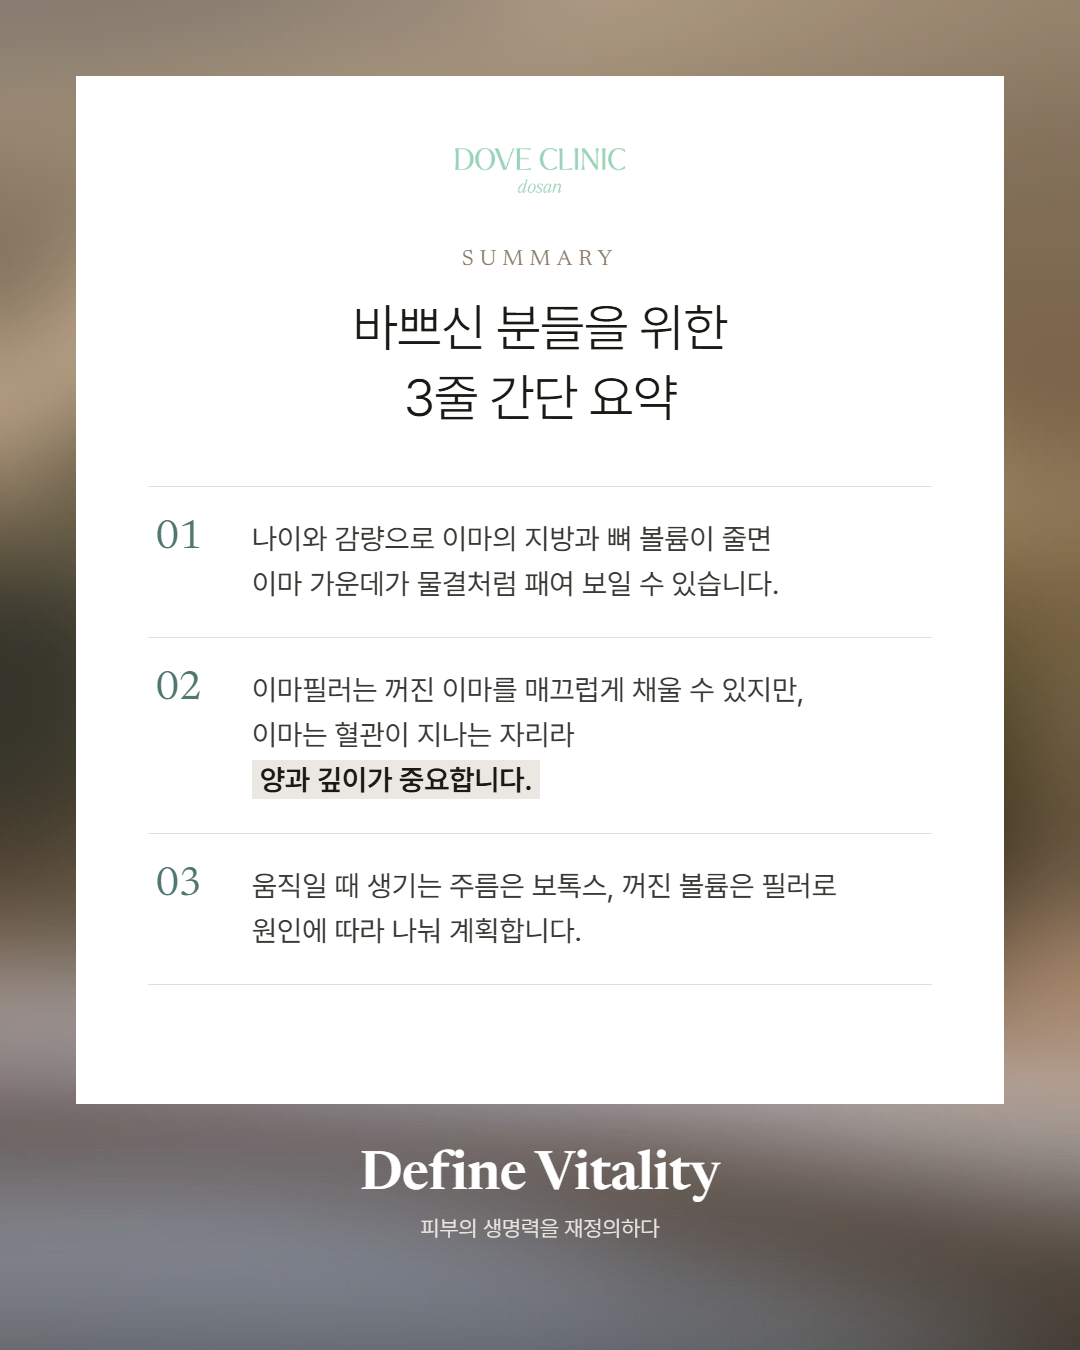 DOVE CLINIC
dosan
SUMMARY
바쁘신 분들을 위한
3줄 간단 요약
01
나이와 감량으로 이마의 지방과 뼈 볼륨이 줄면
이마 가운데가 물결처럼 패여 보일 수 있습니다.
02
이마필러는 꺼진 이마를 매끄럽게 채울 수 있지만,
이마는 혈관이 지나는 자리라
양과 깊이가 중요합니다.
03
움직일 때 생기는 주름은 보톡스, 꺼진 볼륨은 필러로
원인에 따라 나눠 계획합니다.
Define Vitality
피부의 생명력을 재정의하다